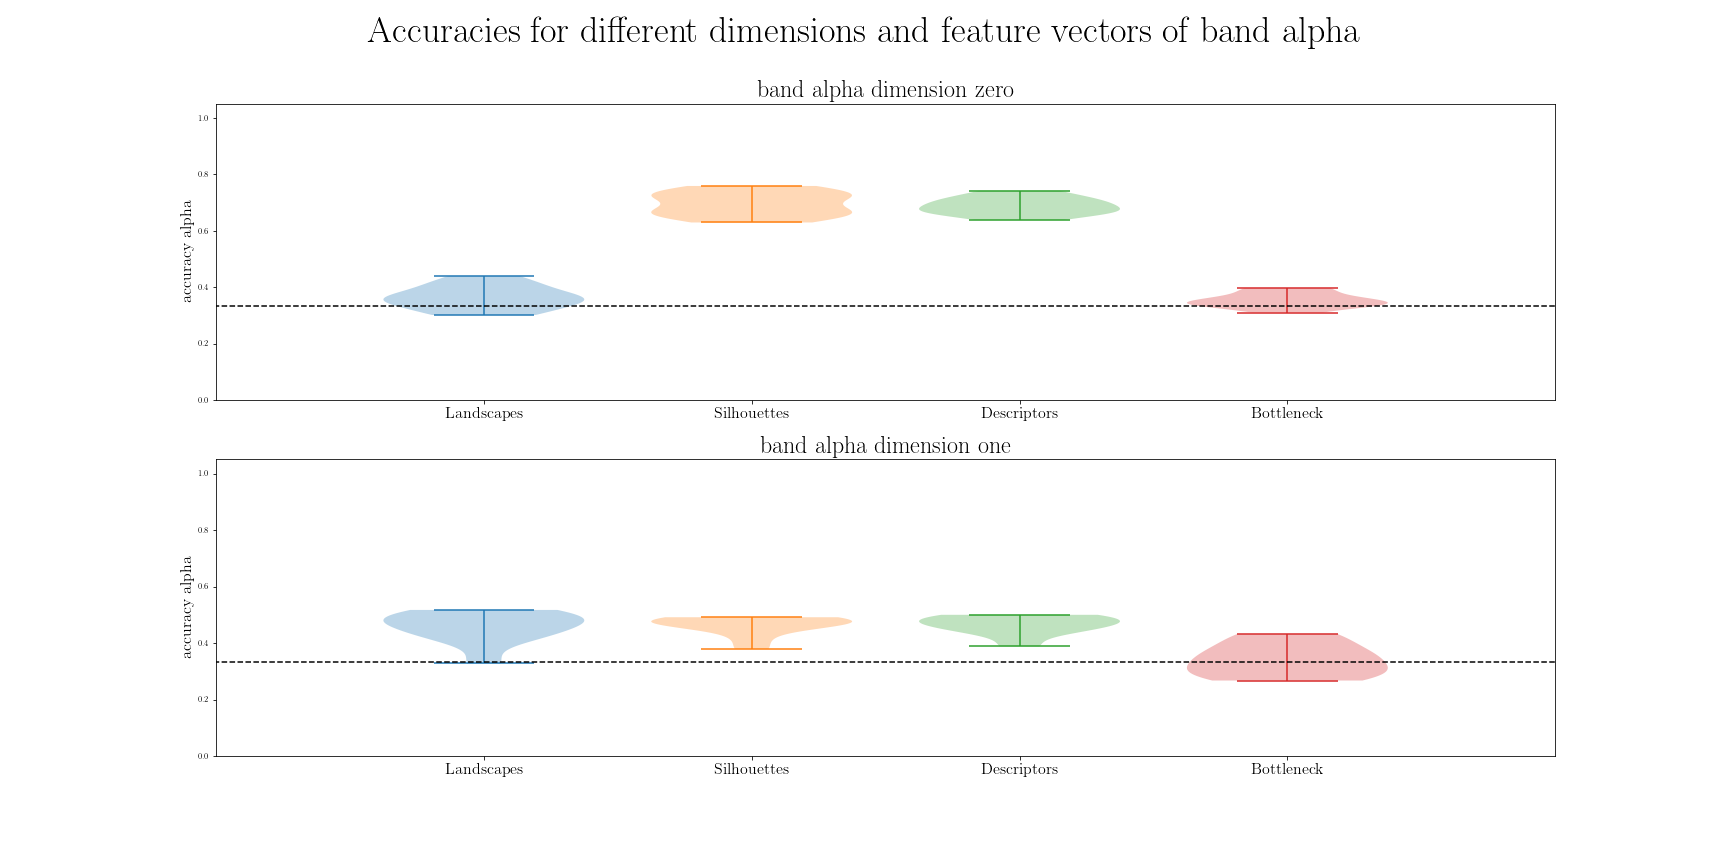 Accuracies for different dimensions and feature vectors of band alpha
band alpha dimension zero
accuracy alpha
1.0
0.8
0.6
0.4
0.2
0.0
Landscapes Silhouettes Descriptors Bottleneck
band alpha dimension one
accuracy alpha
1.0
0.8
0.6
0.4
0.2
0.0
Landscapes Silhouettes Descriptors Bottleneck